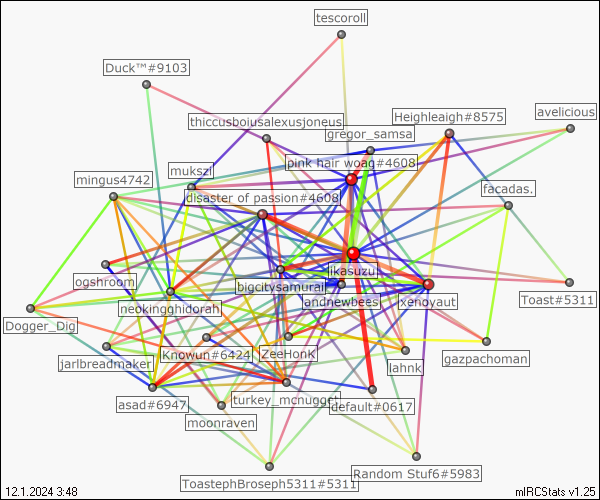 tescoroll
Duck™#9103
avelicious
Heighleaigh#8575
thiccusboiusalexusjoneus
gregor_samsa
pink hair woaq#4608
mukszi
mingus4742
facadas.
disaster of passion#4608
ikasuzu
ogshroom
bigcitysamurai
andnewbees
xenoyaut
Toast#5311
neokingghidorah
Dogger_Dig
Knowun#6424
ZeeHonk
lahnk
gazpachoman
jarlbreadmaker
turkey_mcnugget
default#0617
asad#6947
moonraven
Random Stuf6#5983
ToastephBroseph5311#5311
12.1.2024 3:48
mIRCStats v1.25